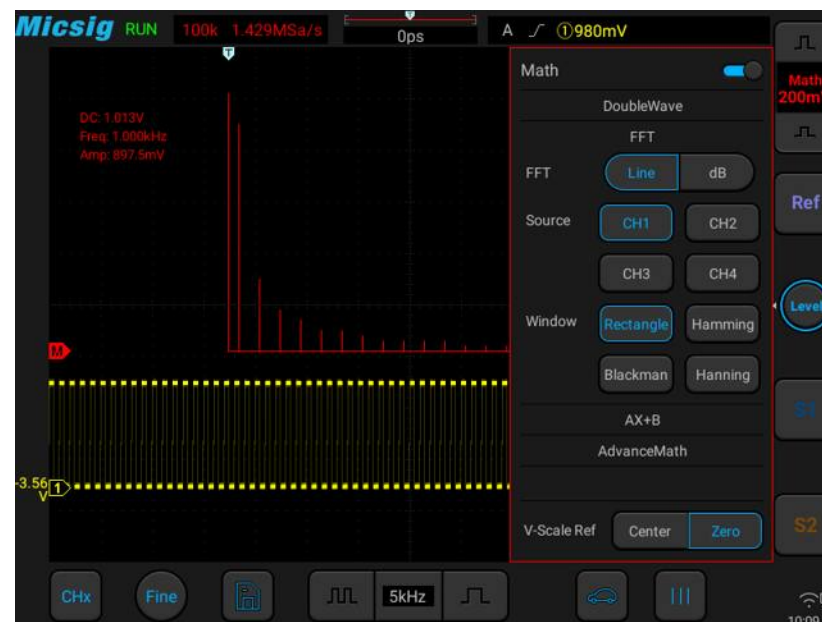 Micsig RUN 100k 1.429MSa/s 0ps A ①980mV
T
Math
Math
200m
DoubleWave
DC: 1.013V
FFT
Freq: 1.000kHz
Amp: 897.5mV
FFT Line dB
Ref
Source CH1 CH2
CH3 CH4
Level
Window Rectangle Hamming
M
Blackman Hanning
AX+B
S1
AdvanceMath
-3.56
V 1
V-Scale Ref Center Zero
S2
CHx Fine 5kHz
10:09